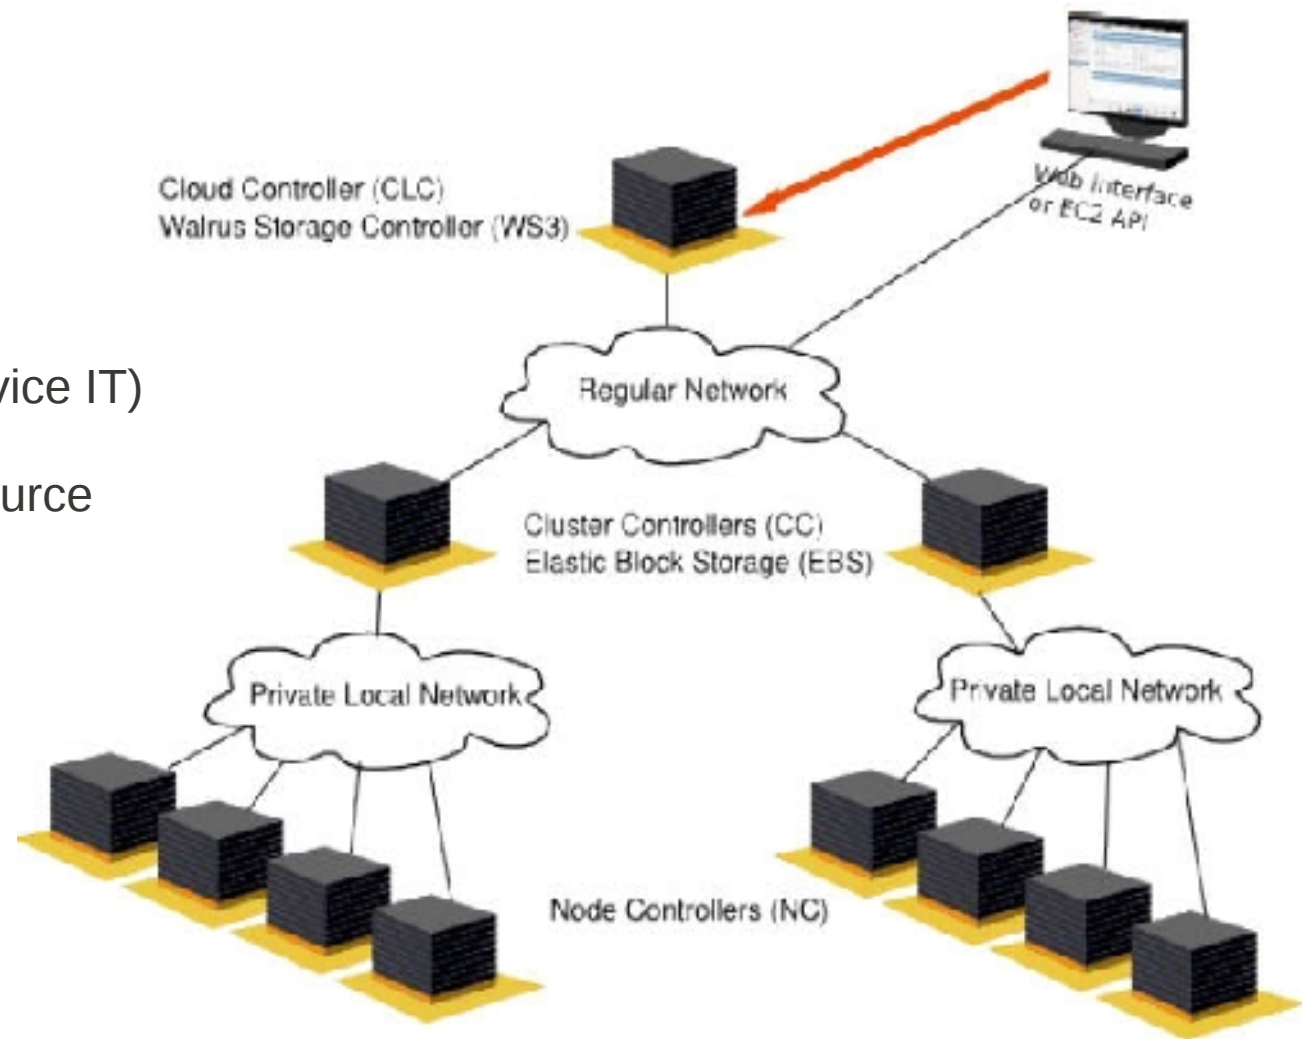 Cloud Controller (CLC)
Walrus Storage Controller (WS3)
Web Interface
or EC2 API
vice IT)
Regular Network
urce
Cluster Controllers (CC)
Elastic Block Storage (EBS)
Private Local Network
Private Local Network
Node Controllers (NC)